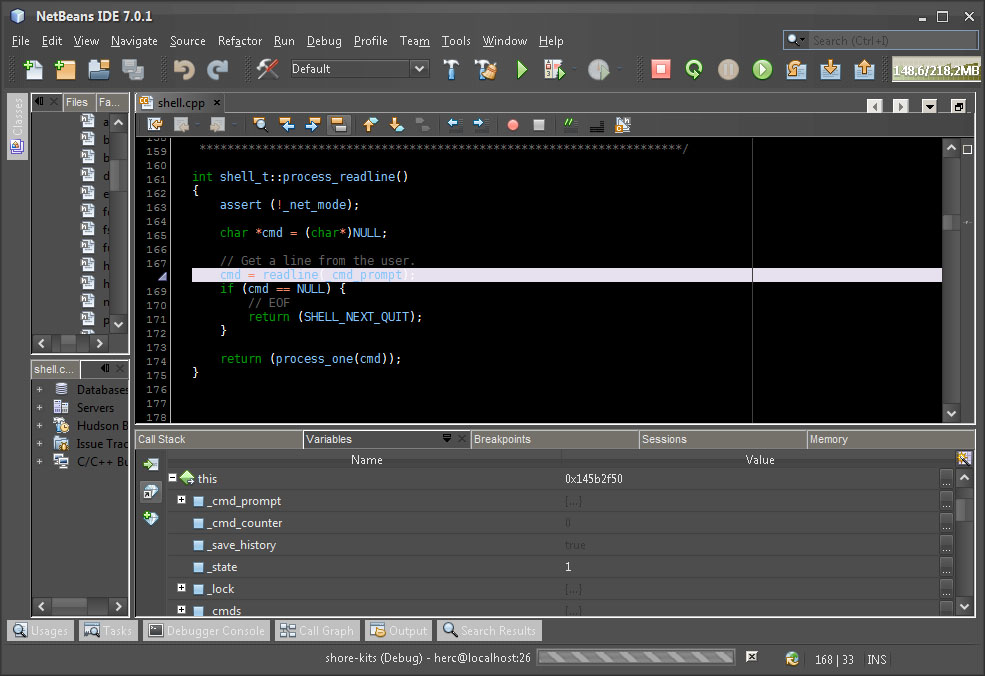 NetBeans IDE 7.0.1
File Edit View Navigate Source Refactor Run Debug Profile Team Tools Window Help
Search (Ctrl+I)
Default
148.6/218.2MB
Classes
Files Fa...
shell.cpp
a
b
b
d
e
h
h
n
159 ***********************************************************************/
160
161 int shell_t::process_readline()
162 {
163 assert (!_net_mode);
164
165 char *cmd = (char*)NULL;
166
167 // Get a line from the user.
cmd = readline(_cmd_prompt);
169 if (cmd == NULL) {
170 // EOF
171 return (SHELL_NEXT_QUIT);
172 }
173
174 return (process_one(cmd));
175 }
176
177
178
shell.c...
Databases
Servers
Hudson B
Issue Trac
C/C++ Bu
Call Stack Variables Breakpoints Sessions Memory
Name Value
this 0x145b2f50
_cmd_prompt {...}
_cmd_counter 0
_save_history true
_state 1
_lock {...}
_cmds {...}
Usages Tasks Debugger Console Call Graph Output Search Results
shore-kits (Debug) - herc@localhost:26 168 | 33 INS